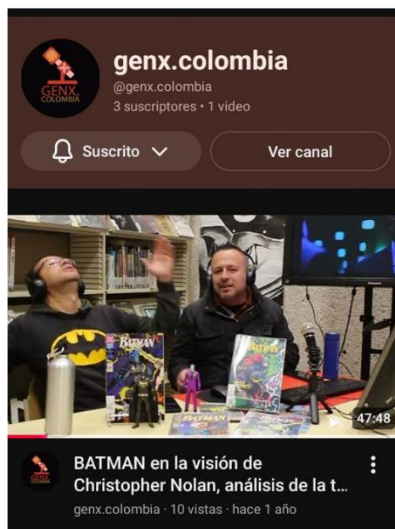 GENX.
COLOMBIA
genx.colombia
@genx.colombia
3 suscriptores • 1 video
Suscrito
Ver canal
BATMAN
BATMAN
47:48
BATMAN en la visión de
Christopher Nolan, análisis de la t...
genx.colombia · 10 vistas · hace 1 año